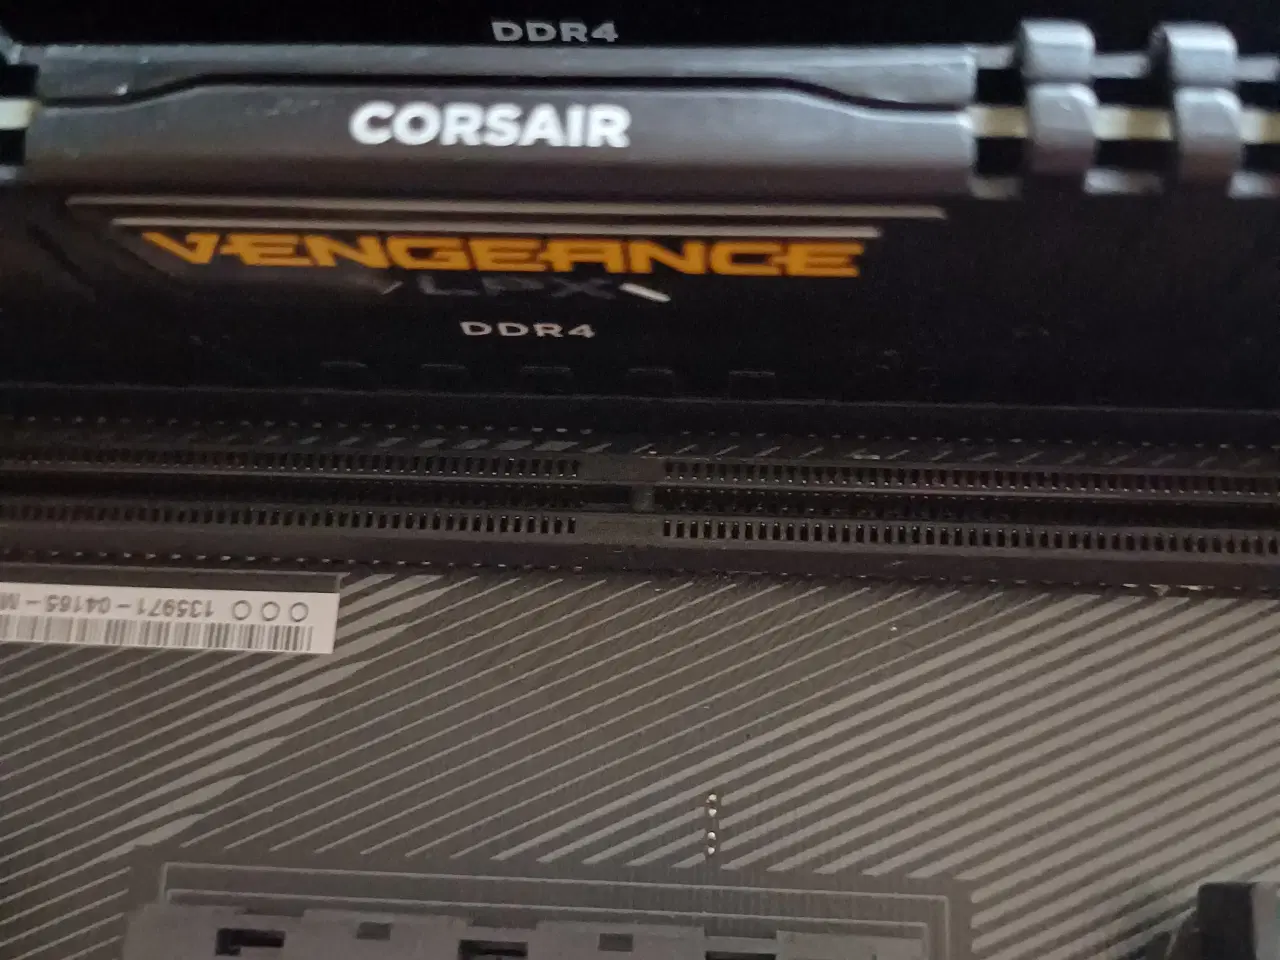 DDR4
CORSAIR
VENGEANCE
LPX
DDR4
135971-04165-M